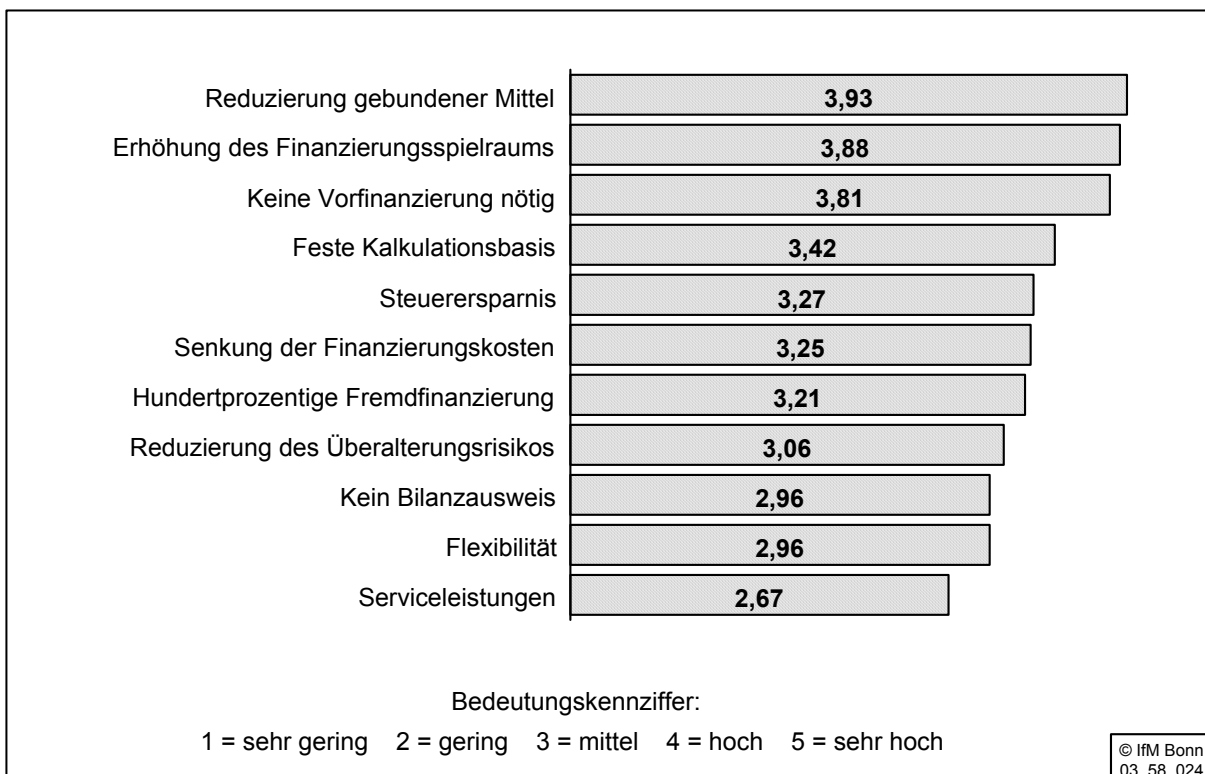 Reduzierung gebundener Mittel 3,93
Erhöhung des Finanzierungsspielraums 3,88
Keine Vorfinanzierung nötig 3,81
Feste Kalkulationsbasis 3,42
Steuerersparnis 3,27
Senkung der Finanzierungskosten 3,25
Hundertprozentige Fremdfinanzierung 3,21
Reduzierung des Überalterungsrisikos 3,06
Kein Bilanzausweis 2,96
Flexibilität 2,96
Serviceleistungen 2,67
Bedeutungskennziffer:
1 = sehr gering 2 = gering 3 = mittel 4 = hoch 5 = sehr hoch
© IfM Bonn
03 58 024